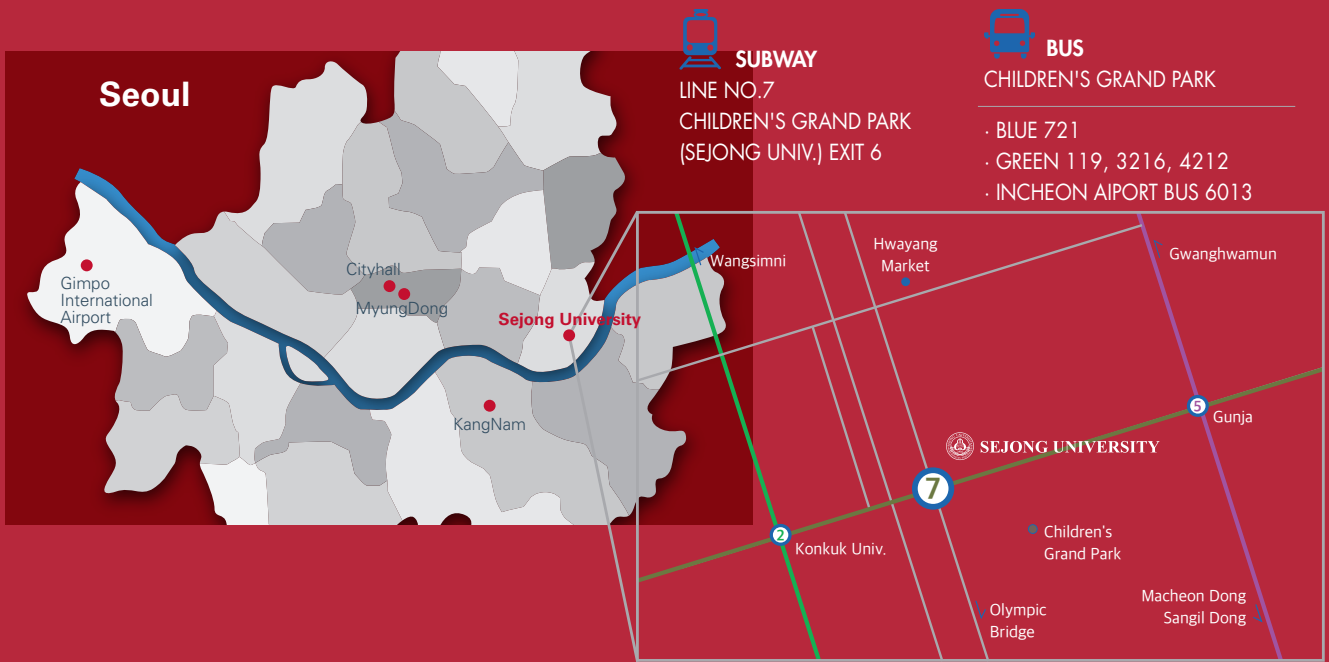 Seoul
Gimpo
International
Airport
Cityhall
MyungDong
Sejong University
KangNam
SUBWAY
LINE NO.7
CHILDREN'S GRAND PARK
(SEJONG UNIV.) EXIT 6
BUS
CHILDREN'S GRAND PARK
· BLUE 721
· GREEN 119, 3216, 4212
· INCHEON AIPORT BUS 6013
Wangsimni
Hwayang
Market
Gwanghwamun
5
Gunja
SEJONG UNIVERSITY
7
2
Konkuk Univ.
Children's
Grand Park
Olympic
Bridge
Macheon Dong
Sangil Dong